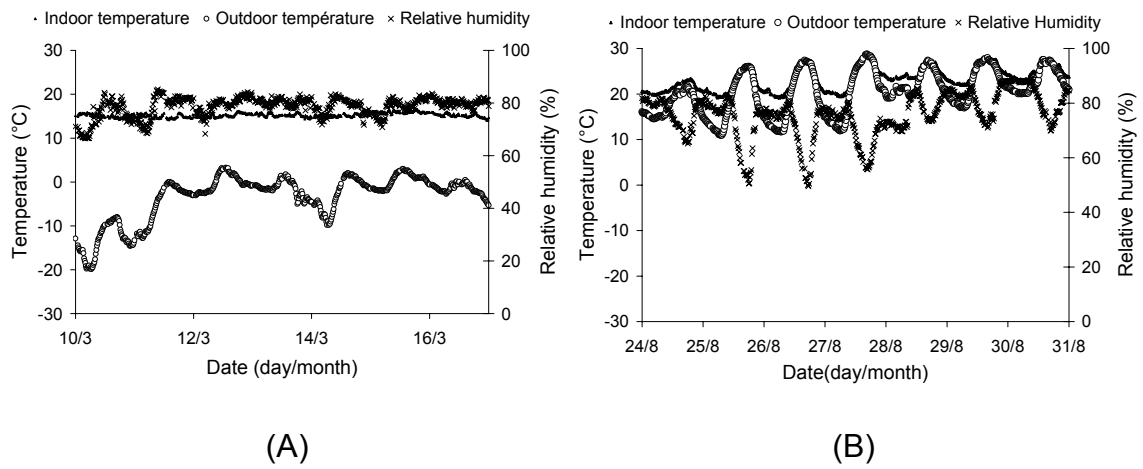 (A)
Indoor temperature Outdoor température Relative humidity
30
20
10
0
-10
-20
-30
Temperature (°C)
100
80
60
40
20
0
Relative humidity (%)
10/3 12/3 14/3 16/3
Date (day/month)
(B)
Indoor temperature Outdoor temperature Relative Humidity
30
20
10
0
-10
-20
-30
Temperature (°C)
100
80
60
40
20
0
Relative humidity (%)
24/8 25/8 26/8 27/8 28/8 29/8 30/8 31/8
Date(day/month)
(A) (B)